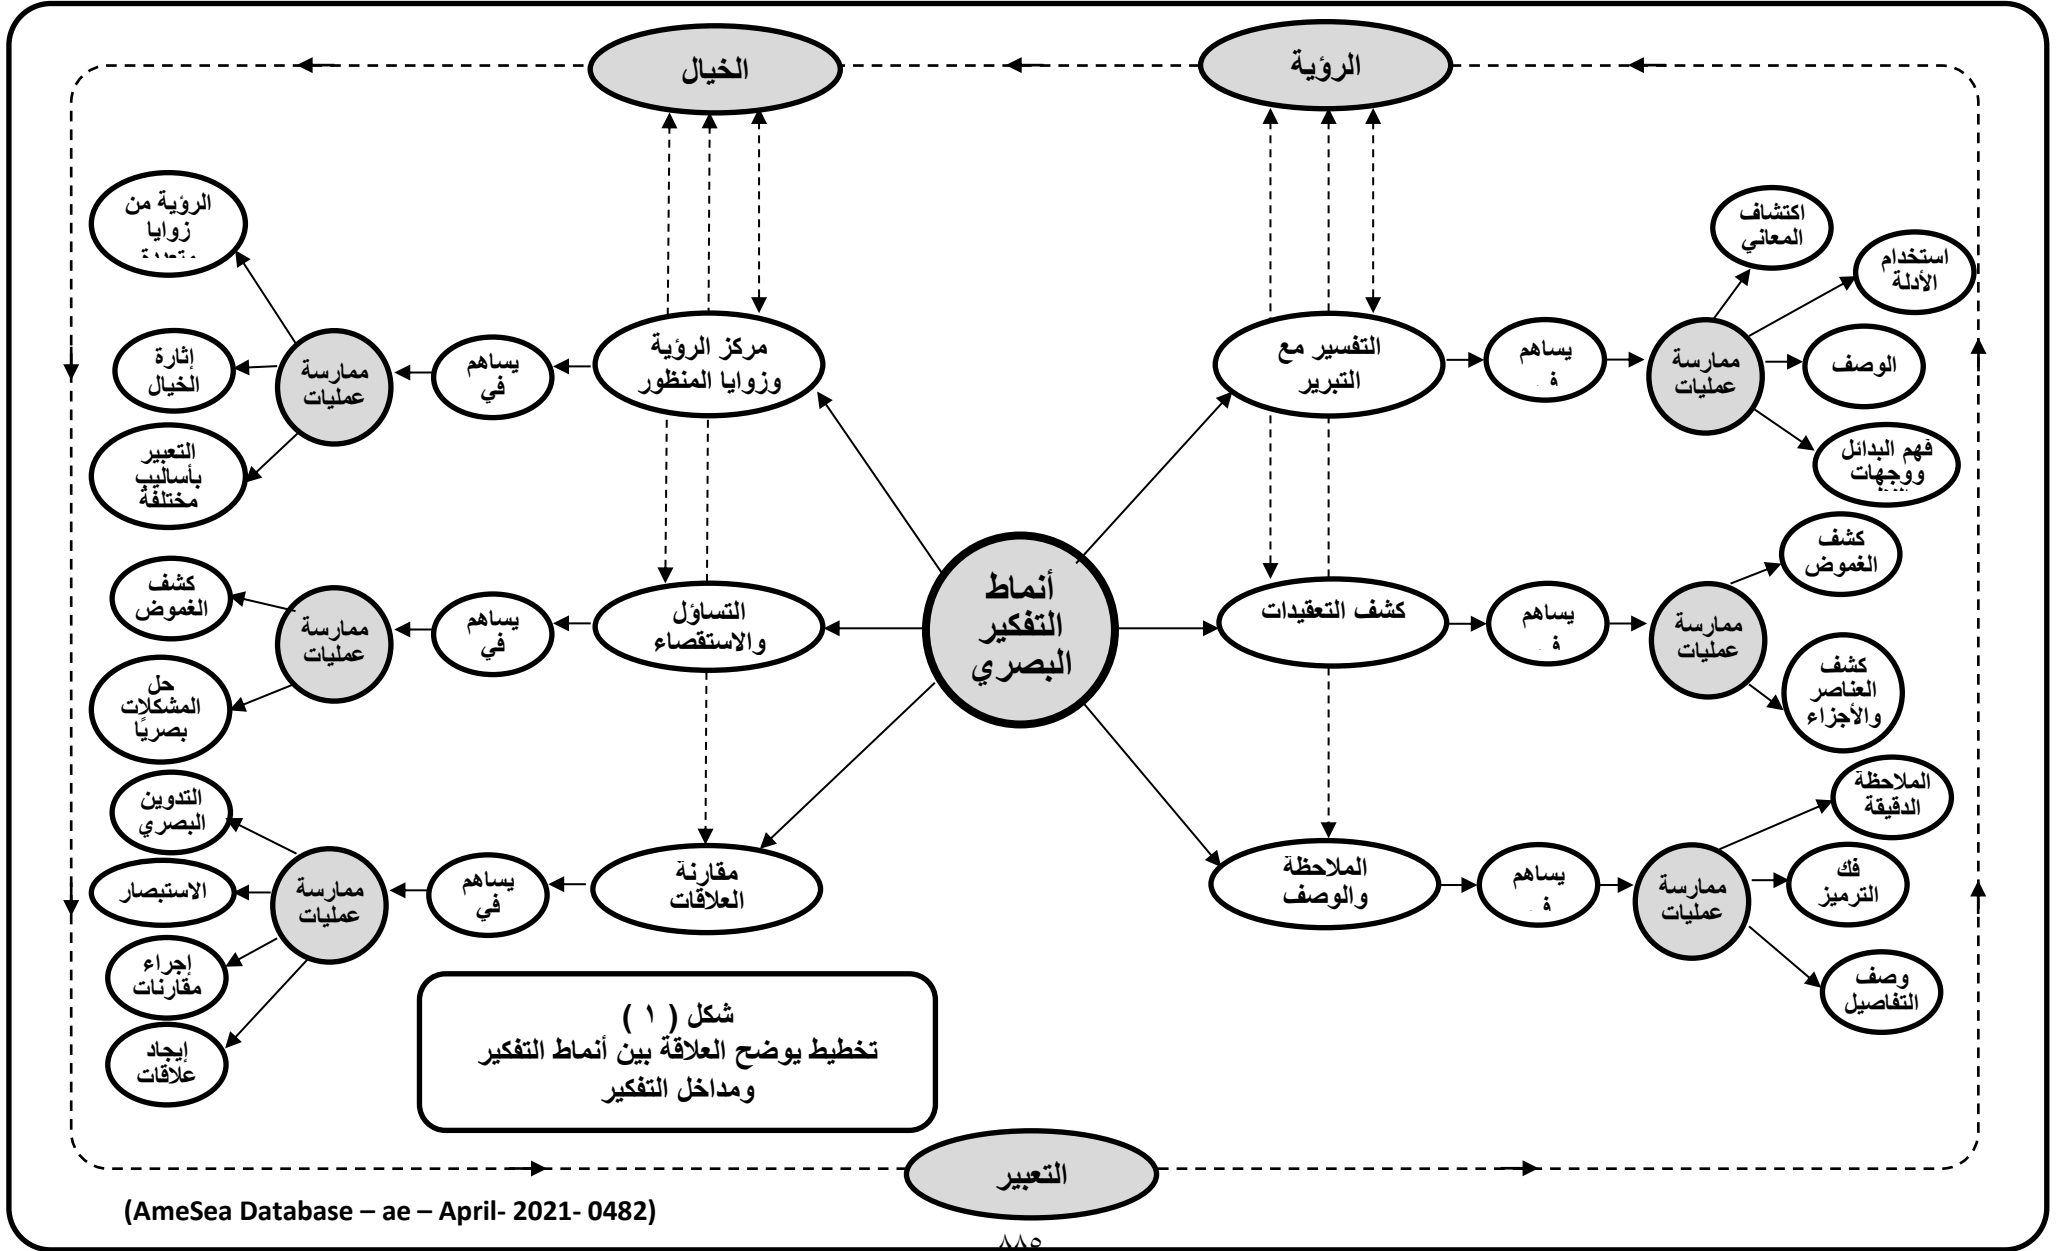 الرؤية
الخيال
اكتشاف
المعاني
استخدام
الأدلة
الوصف
فهم البدائل
ووجهات
ممارسة
عمليات
يساهم
التفسير مع
التبرير
مركز الرؤية
وزوايا المنظور
يساهم
في
ممارسة
عمليات
الرؤية من
زوايا
إثارة
الخيال
التعبير
بأساليب
مختلفة
كشف
الغموض
كشف
العناصر
والأجزاء
ممارسة
عمليات
يساهم
كشف التعقيدات
أنماط
التفكير
البصري
التساؤل
والاستقصاء
يساهم
في
ممارسة
عمليات
كشف
الغموض
حل
المشكلات
بصريًا
الملاحظة
الدقيقة
فك
الترميز
وصف
التفاصيل
ممارسة
عمليات
يساهم
الملاحظة
والوصف
مقارنة
العلاقات
يساهم
في
ممارسة
عمليات
التدوين
البصري
الاستبصار
إجراء
مقارنات
إيجاد
علاقات
شكل ( ١ )
تخطيط يوضح العلاقة بين أنماط التفكير
ومداخل التفكير
التعبير
(AmeSea Database – ae – April- 2021- 0482)
٨٨٥